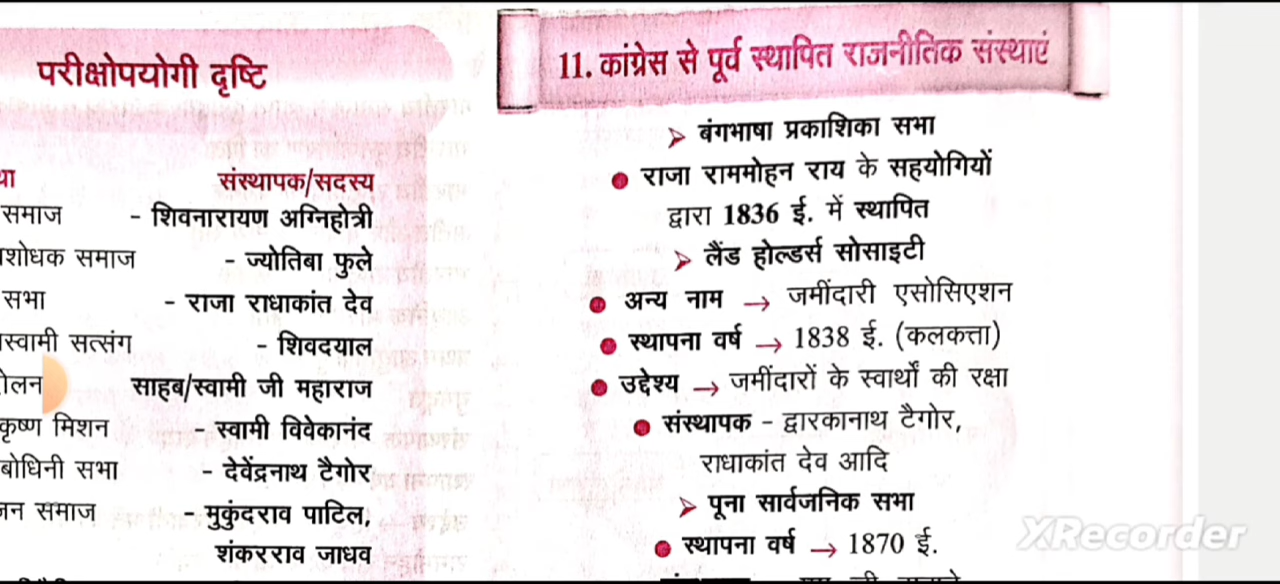 परीक्षोपयोगी दृष्टि
संस्थापक/सदस्य
समाज - शिवनारायण अग्निहोत्री
शोधक समाज - ज्योतिबा फुले
सभा - राजा राधाकांत देव
स्वामी सत्संग - शिवदयाल
साहब/स्वामी जी महाराज
कृष्ण मिशन - स्वामी विवेकानंद
बोधिनी सभा - देवेंद्रनाथ टैगोर
जन समाज - मुकुंदराव पाटिल,
शंकरराव जाधव
11. कांग्रेस से पूर्व स्थापित राजनीतिक संस्थाएं
➢ बंगभाषा प्रकाशिका सभा
● राजा राममोहन राय के सहयोगियों
द्वारा 1836 ई. में स्थापित
➢ लैंड होल्डर्स सोसाइटी
● अन्य नाम → जमींदारी एसोसिएशन
● स्थापना वर्ष → 1838 ई. (कलकत्ता)
● उद्देश्य → जमींदारों के स्वार्थों की रक्षा
● संस्थापक - द्वारकानाथ टैगोर,
राधाकांत देव आदि
➢ पूना सार्वजनिक सभा
● स्थापना वर्ष → 1870 ई.
XRecorder